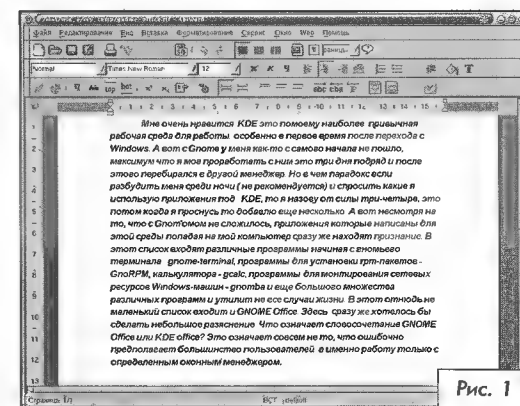 Файл Редактирование Вид Вставка Форматирование Сервис Окно Web Помощь
Normal Times New Roman 12 Ж К Ч
Мне очень нравится KDE это помоему наиболее привычная
рабочая среда для работы особенно в первое время после перехода с
Windows. А вот с Gnome у меня как-то с самого начала не пошло,
максимум что я мог проработать с ним это три дня подряд и после
этого перебирался в другой менеджер. Но в чем парадокс если
разбудить меня среди ночи ( не рекомендуется) и спросить какие я
использую приложения под KDE, то я назову от силы три-четыре, это
потом когда я проснусь то добавлю еще несколько. А вот несмотря на
то, что с Gnom'омом не сложилось, приложения которые написаны для
этой среды попадая на мой компьютер сразу же находят признание. В
этот список входят различные программы начиная с гномьего
терминала gnome-terminal, программы для установки rpm-пакетов -
GnoRPM, калькулятора - gcalc, программы для монтирования сетевых
ресурсов Windows-машин - gnomba и еще большого множества
различных программ и утилит не все случаи жизни. В этот отнюдь не
маленький список входит и GNOME Office. Здесь сразу же хотелось бы
сделать небольшое разяснение. Что означает словосочетание GNOME
Office или KDE office? Это означает совсем не то, что ошибочно
предполагает большинство пользователей а именно работу только с
определенным оконным менеджером.
Страница: 1/1 ВСТ default
Рис. 1